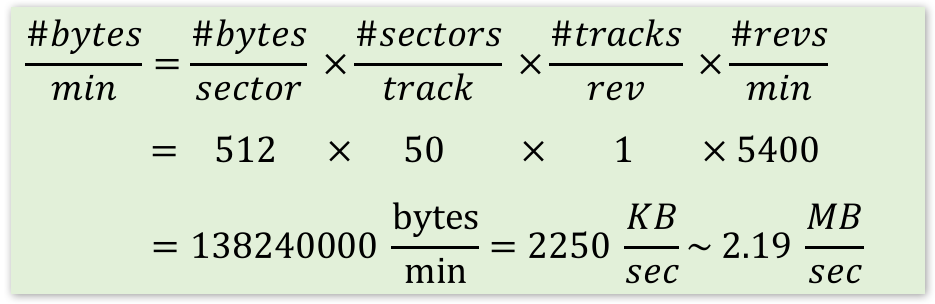 #bytes/min = #bytes/sector × #sectors/track × #tracks/rev × #revs/min
= 512 × 50 × 1 × 5400
= 138240000 bytes/min = 2250 KB/sec ~ 2.19 MB/sec